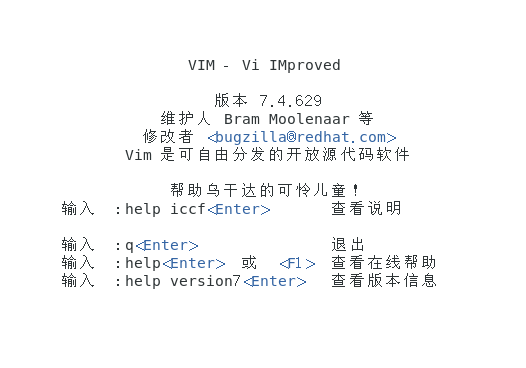 VIM - Vi IMproved
版本 7.4.629
维护人 Bram Moolenaar 等
修改者 <bugzilla@redhat.com>
Vim 是可自由分发的开放源代码软件
帮助乌干达的可怜儿童!
输入 :help iccf<Enter> 查看说明
输入 :q<Enter> 退出
输入 :help<Enter> 或 <F1> 查看在线帮助
输入 :help version7<Enter> 查看版本信息